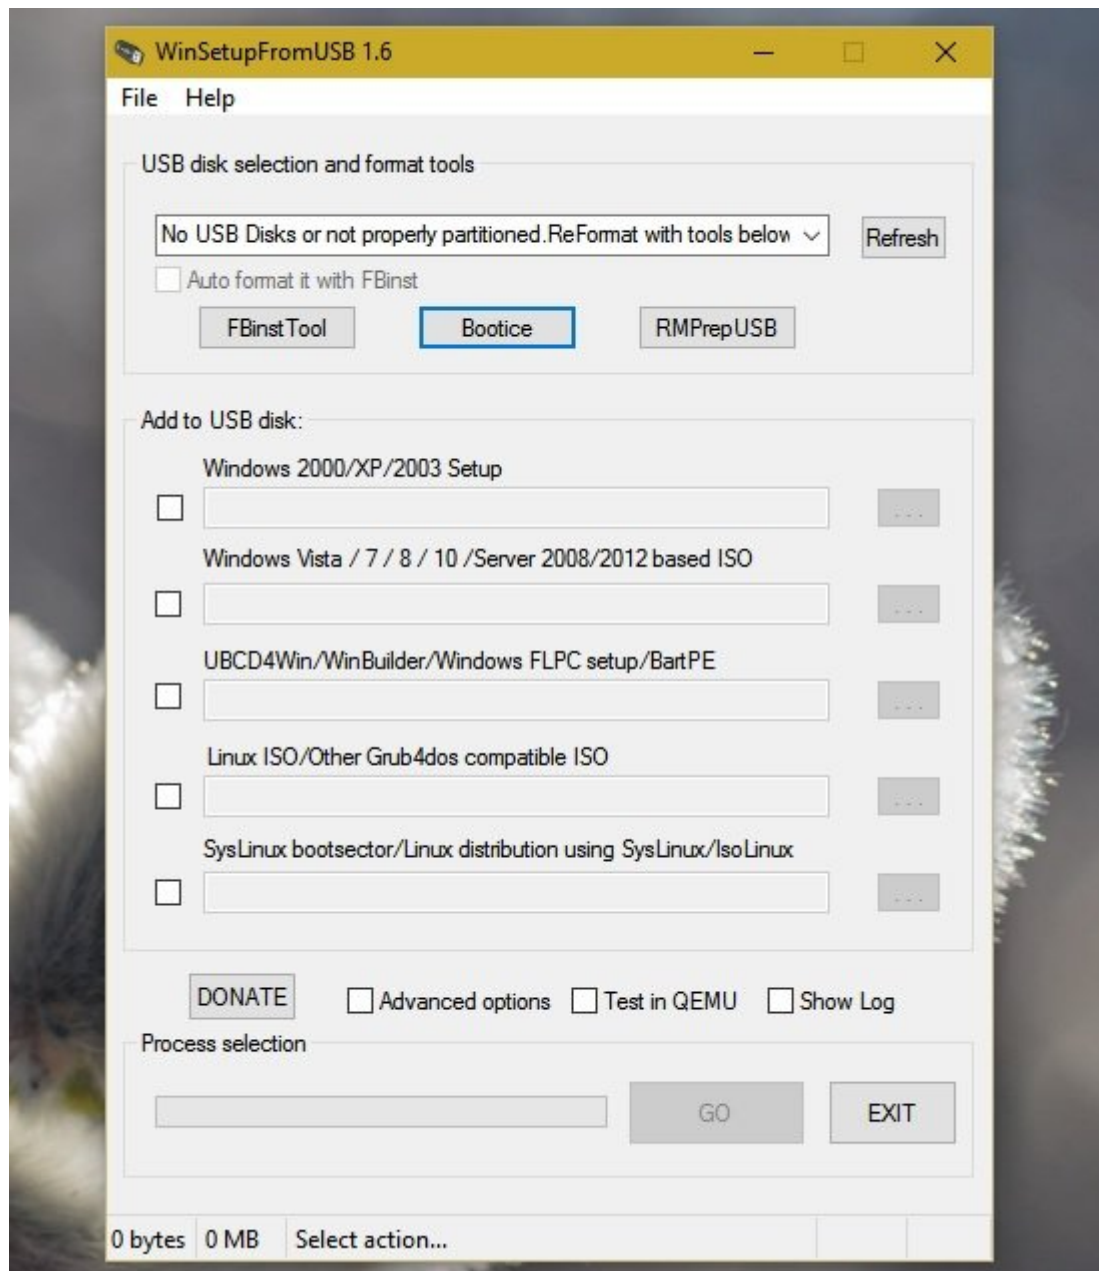 WinSetupFromUSB 1.6
File Help
USB disk selection and format tools
No USB Disks or not properly partitioned.ReFormat with tools below
Refresh
Auto format it with FBinst
FBinstTool Bootice RMPrepUSB
Add to USB disk:
Windows 2000/XP/2003 Setup
...
Windows Vista / 7 / 8 / 10 /Server 2008/2012 based ISO
...
UBCD4Win/WinBuilder/Windows FLPC setup/BartPE
...
Linux ISO/Other Grub4dos compatible ISO
...
SysLinux bootsector/Linux distribution using SysLinux/IsoLinux
...
DONATE Advanced options Test in QEMU Show Log
Process selection
GO EXIT
0 bytes 0 MB Select action...